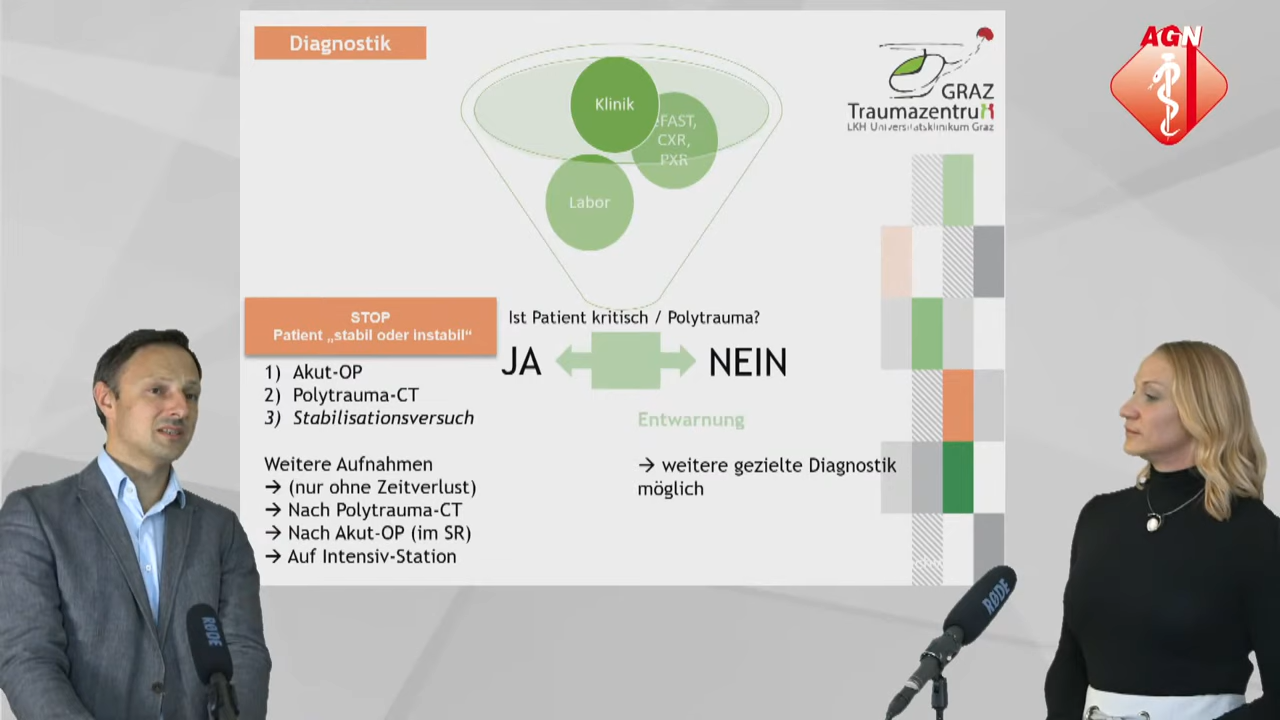 Diagnostik
AGN
Klinik
eFAST,
CXR,
PXR
Labor
GRAZ
Traumazentrum
LKH Universitätsklinikum Graz
STOP
Patient „stabil oder instabil“
1) Akut-OP
2) Polytrauma-CT
3) Stabilisationsversuch
Weitere Aufnahmen
→ (nur ohne Zeitverlust)
→ Nach Polytrauma-CT
→ Nach Akut-OP (im SR)
→ Auf Intensiv-Station
Ist Patient kritisch / Polytrauma?
JA
NEIN
Entwarnung
→ weitere gezielte Diagnostik
möglich
RØDE
RØDE